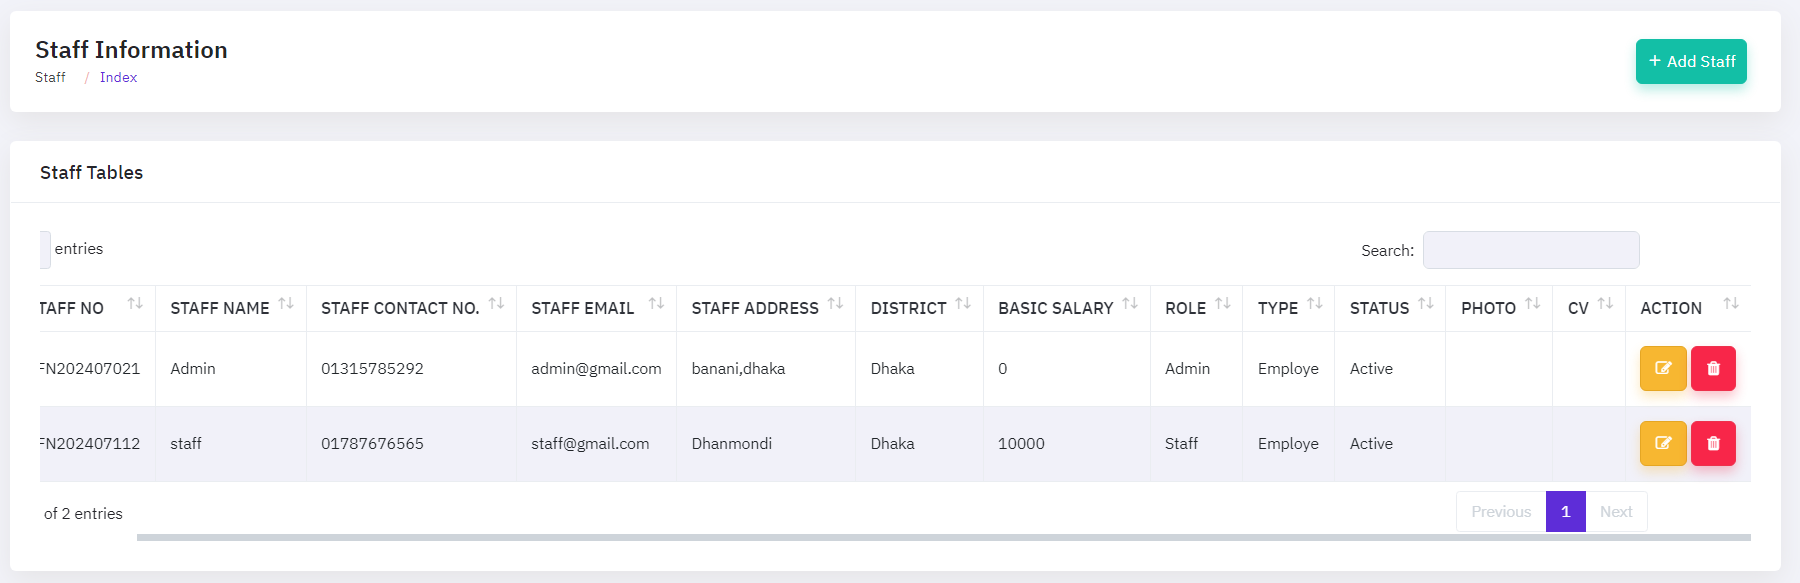 Staff Information
Staff / Index
+ Add Staff
Staff Tables
entries
Search:
TAFF NO STAFF NAME STAFF CONTACT NO. STAFF EMAIL STAFF ADDRESS DISTRICT BASIC SALARY ROLE TYPE STATUS PHOTO CV ACTION
FN202407021 Admin 01315785292 admin@gmail.com banani,dhaka Dhaka 0 Admin Employe Active
FN202407112 staff 01787676565 staff@gmail.com Dhanmondi Dhaka 10000 Staff Employe Active
of 2 entries
Previous 1 Next